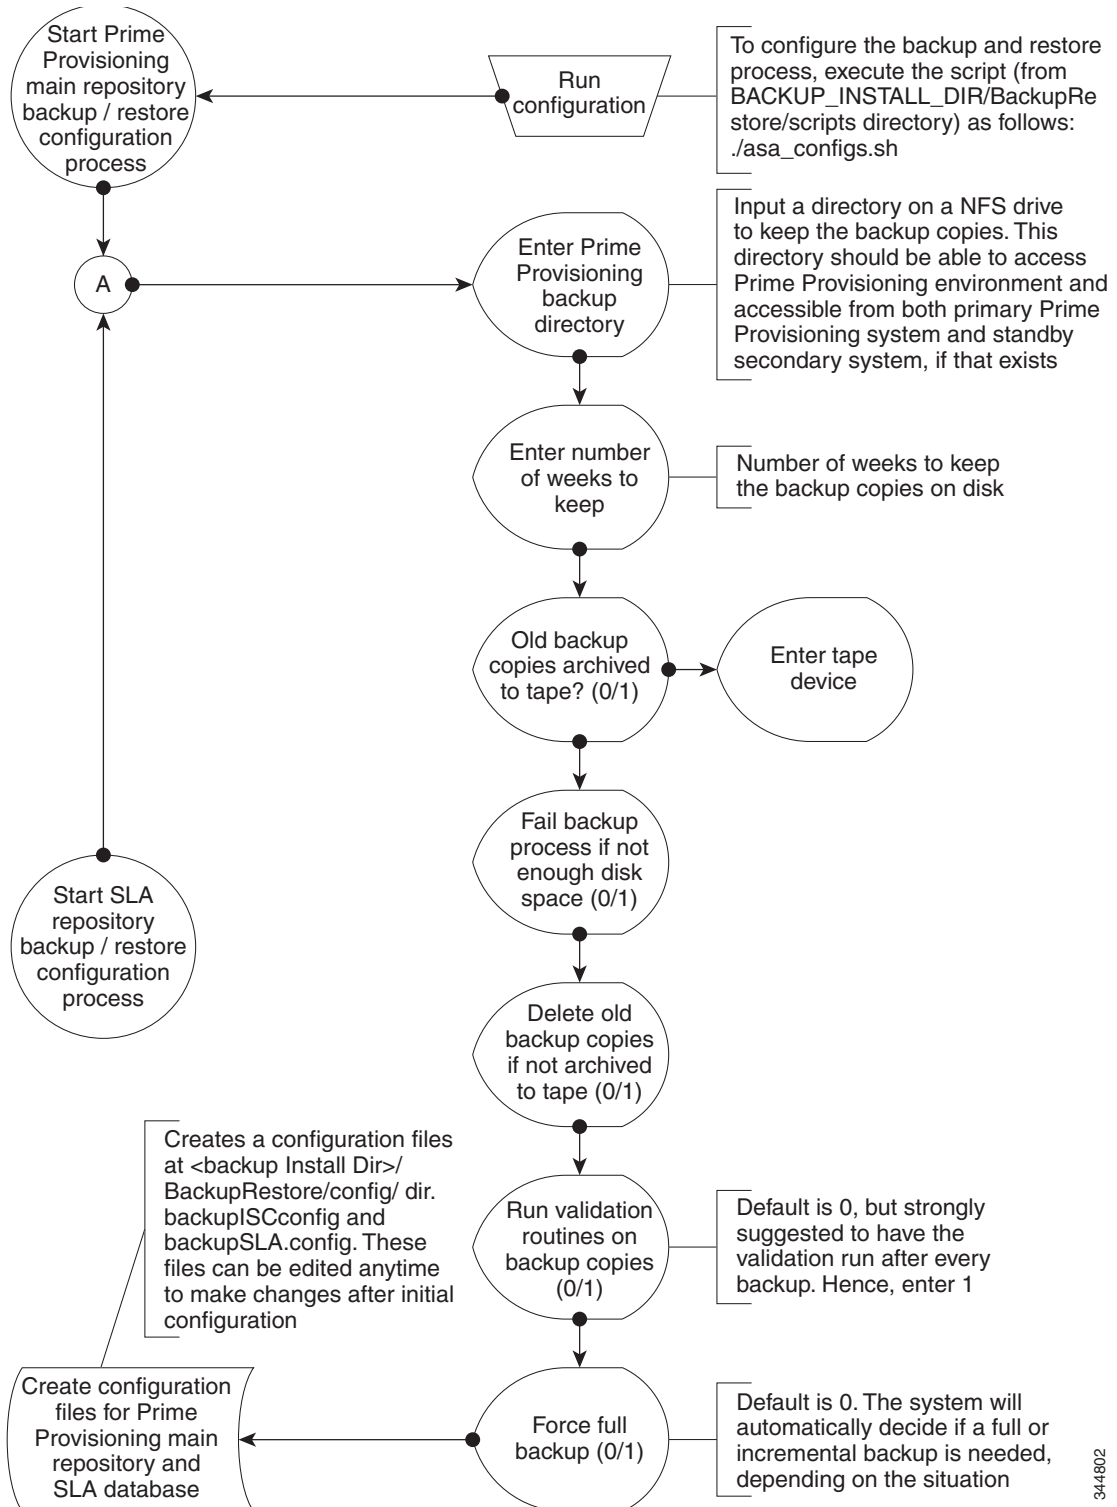 Start Prime
Provisioning
main repository
backup / restore
configuration
process
Run
configuration
To configure the backup and restore
process, execute the script (from
BACKUP_INSTALL_DIR/BackupRe
store/scripts directory) as follows:
./asa_configs.sh
A
Enter Prime
Provisioning
backup
directory
Input a directory on a NFS drive
to keep the backup copies. This
directory should be able to access
Prime Provisioning environment and
accessible from both primary Prime
Provisioning system and standby
secondary system, if that exists
Enter number
of weeks to
keep
Number of weeks to keep
the backup copies on disk
Old backup
copies archived
to tape? (0/1)
Enter tape
device
Fail backup
process if not
enough disk
space (0/1)
Start SLA
repository
backup / restore
configuration
process
Delete old
backup copies
if not archived
to tape (0/1)
Creates a configuration files
at <backup Install Dir>/
BackupRestore/config/ dir.
backupISCconfig and
backupSLA.config. These
files can be edited anytime
to make changes after initial
configuration
Run validation
routines on
backup copies
(0/1)
Default is 0, but strongly
suggested to have the
validation run after every
backup. Hence, enter 1
Create configuration
files for Prime
Provisioning main
repository and
SLA database
Force full
backup (0/1)
Default is 0. The system will
automatically decide if a full or
incremental backup is needed,
depending on the situation
344802